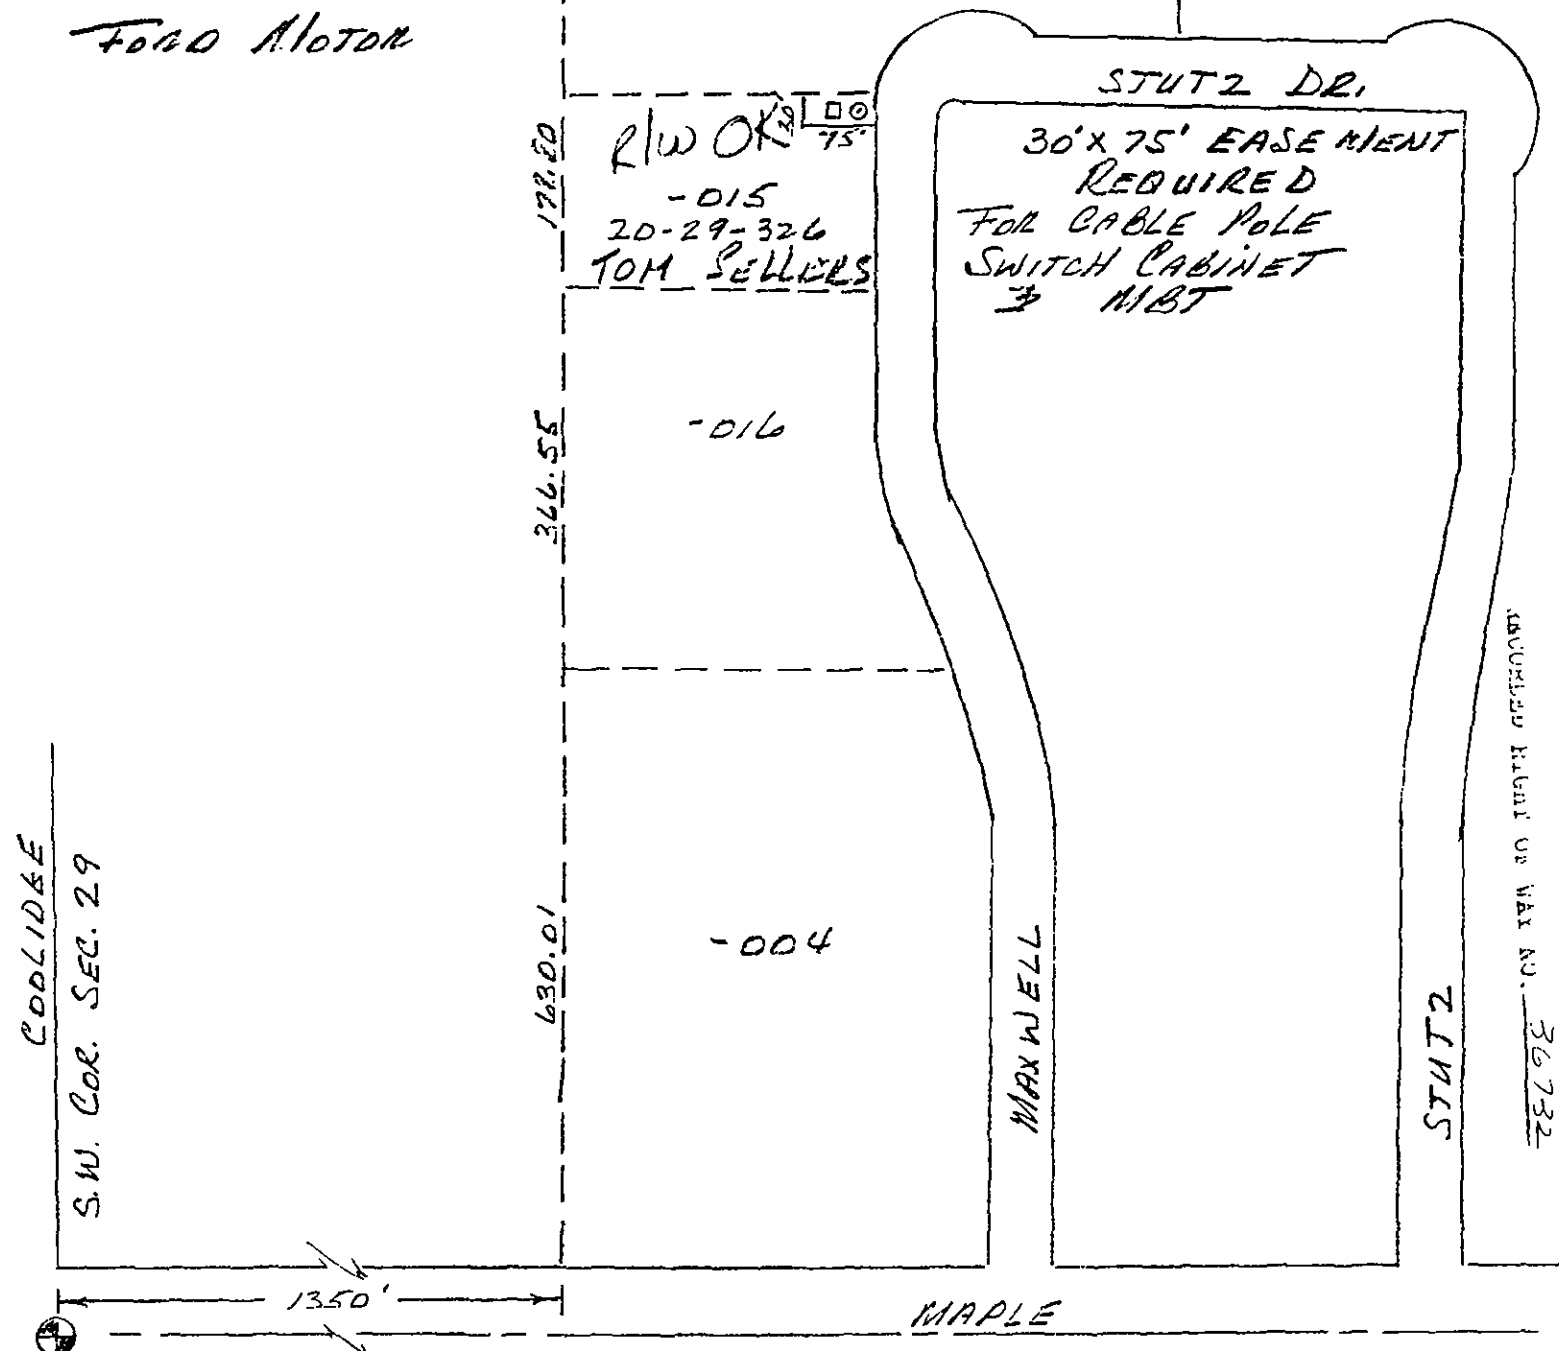 FORD MOTOR
STUTZ DR.
R/W OK
30
75'
-015
20-29-326
TOM SELLERS
30' X 75' EASEMENT
REQUIRED
FOR CABLE POLE
SWITCH CABINET
& MBT
-016
366.55
-004
630.01
COOLIDGE
S.W. COR. SEC. 29
MAXWELL
STUTZ
RECORDED RIGHT OF WAY NO. 36732
1350'
MAPLE